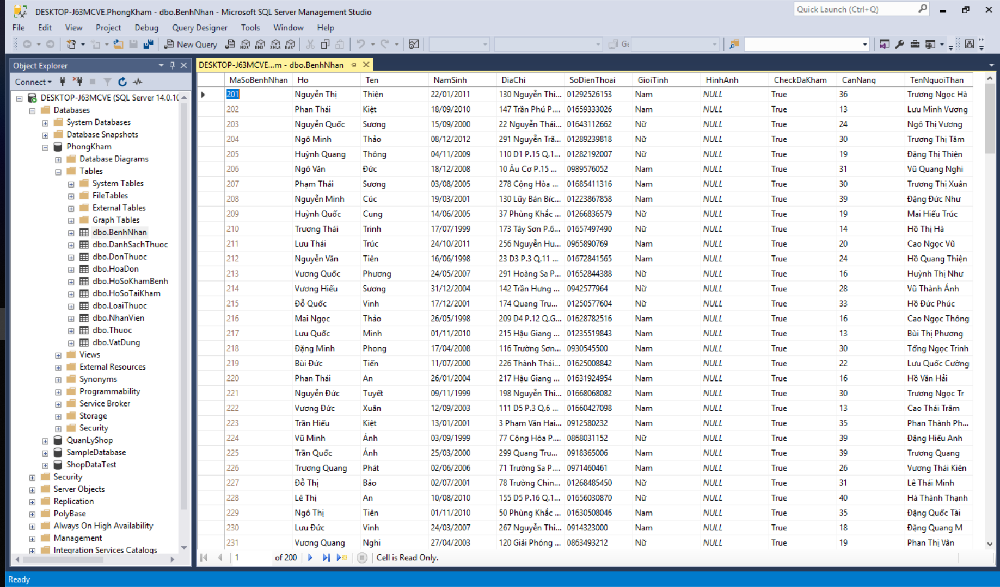 DESKTOP-J63MCVE.PhongKham - dbo.BenhNhan - Microsoft SQL Server Management Studio
Quick Launch (Ctrl+Q)
File Edit View Project Debug Query Designer Tools Window Help
New Query MDX DMX XMLA DAX Ge
Object Explorer
Connect
DESKTOP-J63MCVE (SQL Server 14.0.10
Databases
System Databases
Database Snapshots
PhongKham
Database Diagrams
Tables
System Tables
FileTables
External Tables
Graph Tables
dbo.BenhNhan
dbo.DanhSachThuoc
dbo.DonThuoc
dbo.HoaDon
dbo.HoSoKhamBenh
dbo.HoSoTaiKham
dbo.LoaiThuoc
dbo.NhanVien
dbo.Thuoc
dbo.VatDung
Views
External Resources
Synonyms
Programmability
Service Broker
Storage
Security
QuanLyShop
SampleDatabase
ShopDataTest
Security
Server Objects
Replication
PolyBase
Always On High Availability
Management
Integration Services Catalogs
DESKTOP-J63MCVE...m - dbo.BenhNhan
MaSoBenhNhan Ho Ten NamSinh DiaChi SoDienThoai GioiTinh HinhAnh CheckDaKham CanNang TenNguoiThan
201 Nguyễn Thị Thiện 22/01/2011 130 Nguyễn Thi... 01292526153 Nam NULL True 36 Trương Ngọc Hà
202 Phan Thái Kiệt 18/09/2010 147 Trần Phú P.... 01659333026 Nam NULL True 13 Lưu Minh Vương
203 Nguyễn Quốc Sương 15/09/2000 22 Nguyễn Thái... 01643112662 Nữ NULL True 24 Ngô Thị Vương
204 Ngô Minh Thảo 08/12/2012 291 Nguyễn Trã... 01289239818 Nữ NULL True 30 Trương Thị Tâm
205 Huỳnh Quang Thông 04/11/2009 110 D1 P.15 Q.1... 01282192007 Nữ NULL True 19 Đặng Thị Thiện
206 Ngô Văn Đức 18/12/2008 10 Âu Cơ P.15 ... 0989576052 Nam NULL True 31 Vũ Quang Nghi
207 Phạm Thái Sương 03/08/2005 278 Cộng Hòa ... 01685411316 Nam NULL True 30 Trương Thị Xuân
208 Nguyễn Minh Cúc 19/03/2001 130 Lũy Bán Bíc... 01223867858 Nam NULL True 39 Đặng Đức Như
209 Huỳnh Quốc Cung 14/06/2005 37 Phùng Khắc ... 01266836579 Nữ NULL True 19 Mai Hiếu Trúc
210 Trương Thái Trinh 17/07/1999 173 Tây Sơn P.6... 01657497490 Nữ NULL True 14 Hồ Thị Hà
211 Lưu Thái Trúc 24/10/2011 256 Nguyễn Hu... 0965890769 Nam NULL True 20 Cao Ngọc Vũ
212 Nguyễn Văn Tiên 16/06/1998 23 D3 P.3 Q.11 ... 01672841565 Nam NULL True 24 Hồ Quang Thiện
213 Vương Quốc Phương 24/05/2007 291 Hoàng Sa P... 01652844388 Nữ NULL True 16 Huỳnh Thị Như
214 Vương Hiếu Sương 31/12/2004 142 Trần Hưng ... 0942577964 Nữ NULL True 28 Vũ Thành Ánh
215 Đỗ Quốc Vinh 17/12/2001 174 Quang Tru... 01250577604 Nữ NULL True 33 Hồ Đức Phúc
216 Mai Ngọc Thảo 26/05/1998 209 D4 P.12 Q.G... 01628782516 Nam NULL True 16 Cao Ngọc Thông
217 Lưu Quốc Minh 01/11/2010 215 Hậu Giang ... 01235519843 Nam NULL True 13 Bùi Thị Phương
218 Đặng Minh Phong 17/04/2008 116 Trường Sơn... 0930545500 Nam NULL True 30 Tống Ngọc Trinh
219 Bùi Đức Tiến 11/07/2000 226 Thành Thái... 01625008842 Nam NULL True 22 Lưu Quốc Cường
220 Phan Thái An 26/01/2004 217 Hậu Giang ... 01631924954 Nam NULL True 16 Hồ Văn Hải
221 Nguyễn Đức Tuyết 09/11/1999 198 Nguyễn Thi... 01668068082 Nam NULL True 30 Trương Ngọc Tr
222 Vương Đức Xuân 12/09/2003 111 D5 P.3 Q.6 ... 01660427098 Nam NULL True 13 Cao Thái Trâm
223 Trần Hiếu Kiệt 13/01/2001 3 Phạm Văn Hai... 0912580232 Nam NULL True 35 Phan Thành Ph...
224 Vũ Minh Ánh 03/09/1999 77 Cộng Hòa P.... 0868031152 Nữ NULL True 39 Đặng Hiếu Anh
225 Trần Quốc Ánh 25/03/2000 299 Quang Tru... 0918365006 Nam NULL True 39 Trương Quang
226 Trương Quang Phát 02/06/2006 71 Trường Sa P.... 0971460461 Nam NULL True 26 Vương Thái Kiên
227 Đỗ Thị Bảo 02/07/2001 78 Trường Chin... 01268485450 Nữ NULL True 31 Lê Thái Minh
228 Lê Thị An 10/08/2010 155 D5 P.16 Q.1... 01656030870 Nữ NULL True 40 Hà Thành Thạnh
229 Ngô Thị Tiên 01/11/2010 50 Phùng Khắc ... 01630508046 Nam NULL True 35 Đặng Quốc Tài
230 Lưu Đức Vinh 24/03/2007 267 Nguyễn Thi... 0914323000 Nam NULL True 18 Đặng Quang M
231 Vương Quang Nghi 27/04/2003 120 Giải Phóng ... 0863493212 Nữ NULL True 19 Phan Thị Vân
1 of 200 Cell is Read Only.
Ready